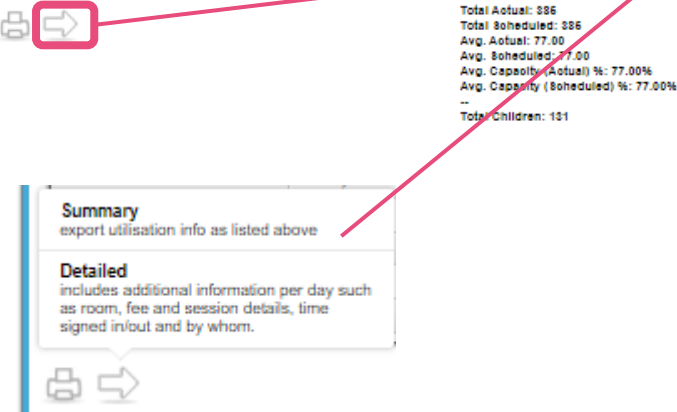 Total Actual: 386
Total Scheduled: 386
Avg. Actual: 77.00
Avg. Scheduled: 77.00
Avg. Capacity (Actual) %: 77.00%
Avg. Capacity (Scheduled) %: 77.00%
--
Total Children: 131
Summary
export utilisation info as listed above
Detailed
includes additional information per day such
as room, fee and session details, time
signed in/out and by whom.